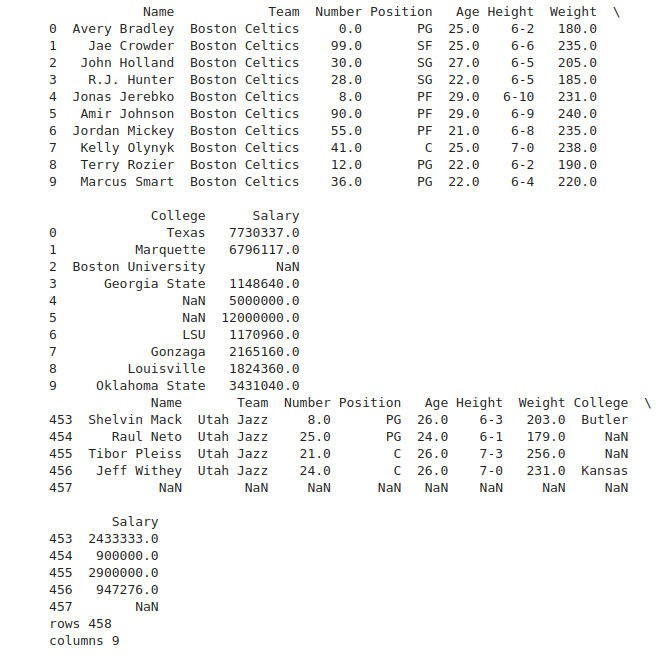 Name            Team  Number Position   Age Height  Weight  \
0  Avery Bradley  Boston Celtics     0.0       PG  25.0    6-2   180.0
1    Jae Crowder  Boston Celtics    99.0       SF  25.0    6-6   235.0
2   John Holland  Boston Celtics    30.0       SG  27.0    6-5   205.0
3    R.J. Hunter  Boston Celtics    28.0       SG  22.0    6-5   185.0
4  Jonas Jerebko  Boston Celtics     8.0       PF  29.0   6-10   231.0
5   Amir Johnson  Boston Celtics    90.0       PF  29.0    6-9   240.0
6  Jordan Mickey  Boston Celtics    55.0       PF  21.0    6-8   235.0
7   Kelly Olynyk  Boston Celtics    41.0        C  25.0    7-0   238.0
8   Terry Rozier  Boston Celtics    12.0       PG  22.0    6-2   190.0
9   Marcus Smart  Boston Celtics    36.0       PG  22.0    6-4   220.0

             College      Salary
0              Texas   7730337.0
1          Marquette   6796117.0
2  Boston University         NaN
3      Georgia State   1148640.0
4                NaN   5000000.0
5                NaN  12000000.0
6                LSU   1170960.0
7            Gonzaga   2165160.0
8         Louisville   1824360.0
9     Oklahoma State   3431040.0
             Name       Team  Number Position   Age Height  Weight College  \
453  Shelvin Mack  Utah Jazz     8.0       PG  26.0    6-3   203.0  Butler
454     Raul Neto  Utah Jazz    25.0       PG  24.0    6-1   179.0     NaN
455  Tibor Pleiss  Utah Jazz    21.0        C  26.0    7-3   256.0     NaN
456   Jeff Withey  Utah Jazz    24.0        C  26.0    7-0   231.0  Kansas
457           NaN        NaN     NaN      NaN   NaN    NaN     NaN     NaN

        Salary
453  2433333.0
454   900000.0
455  2900000.0
456   947276.0
457        NaN
rows 458
columns 9